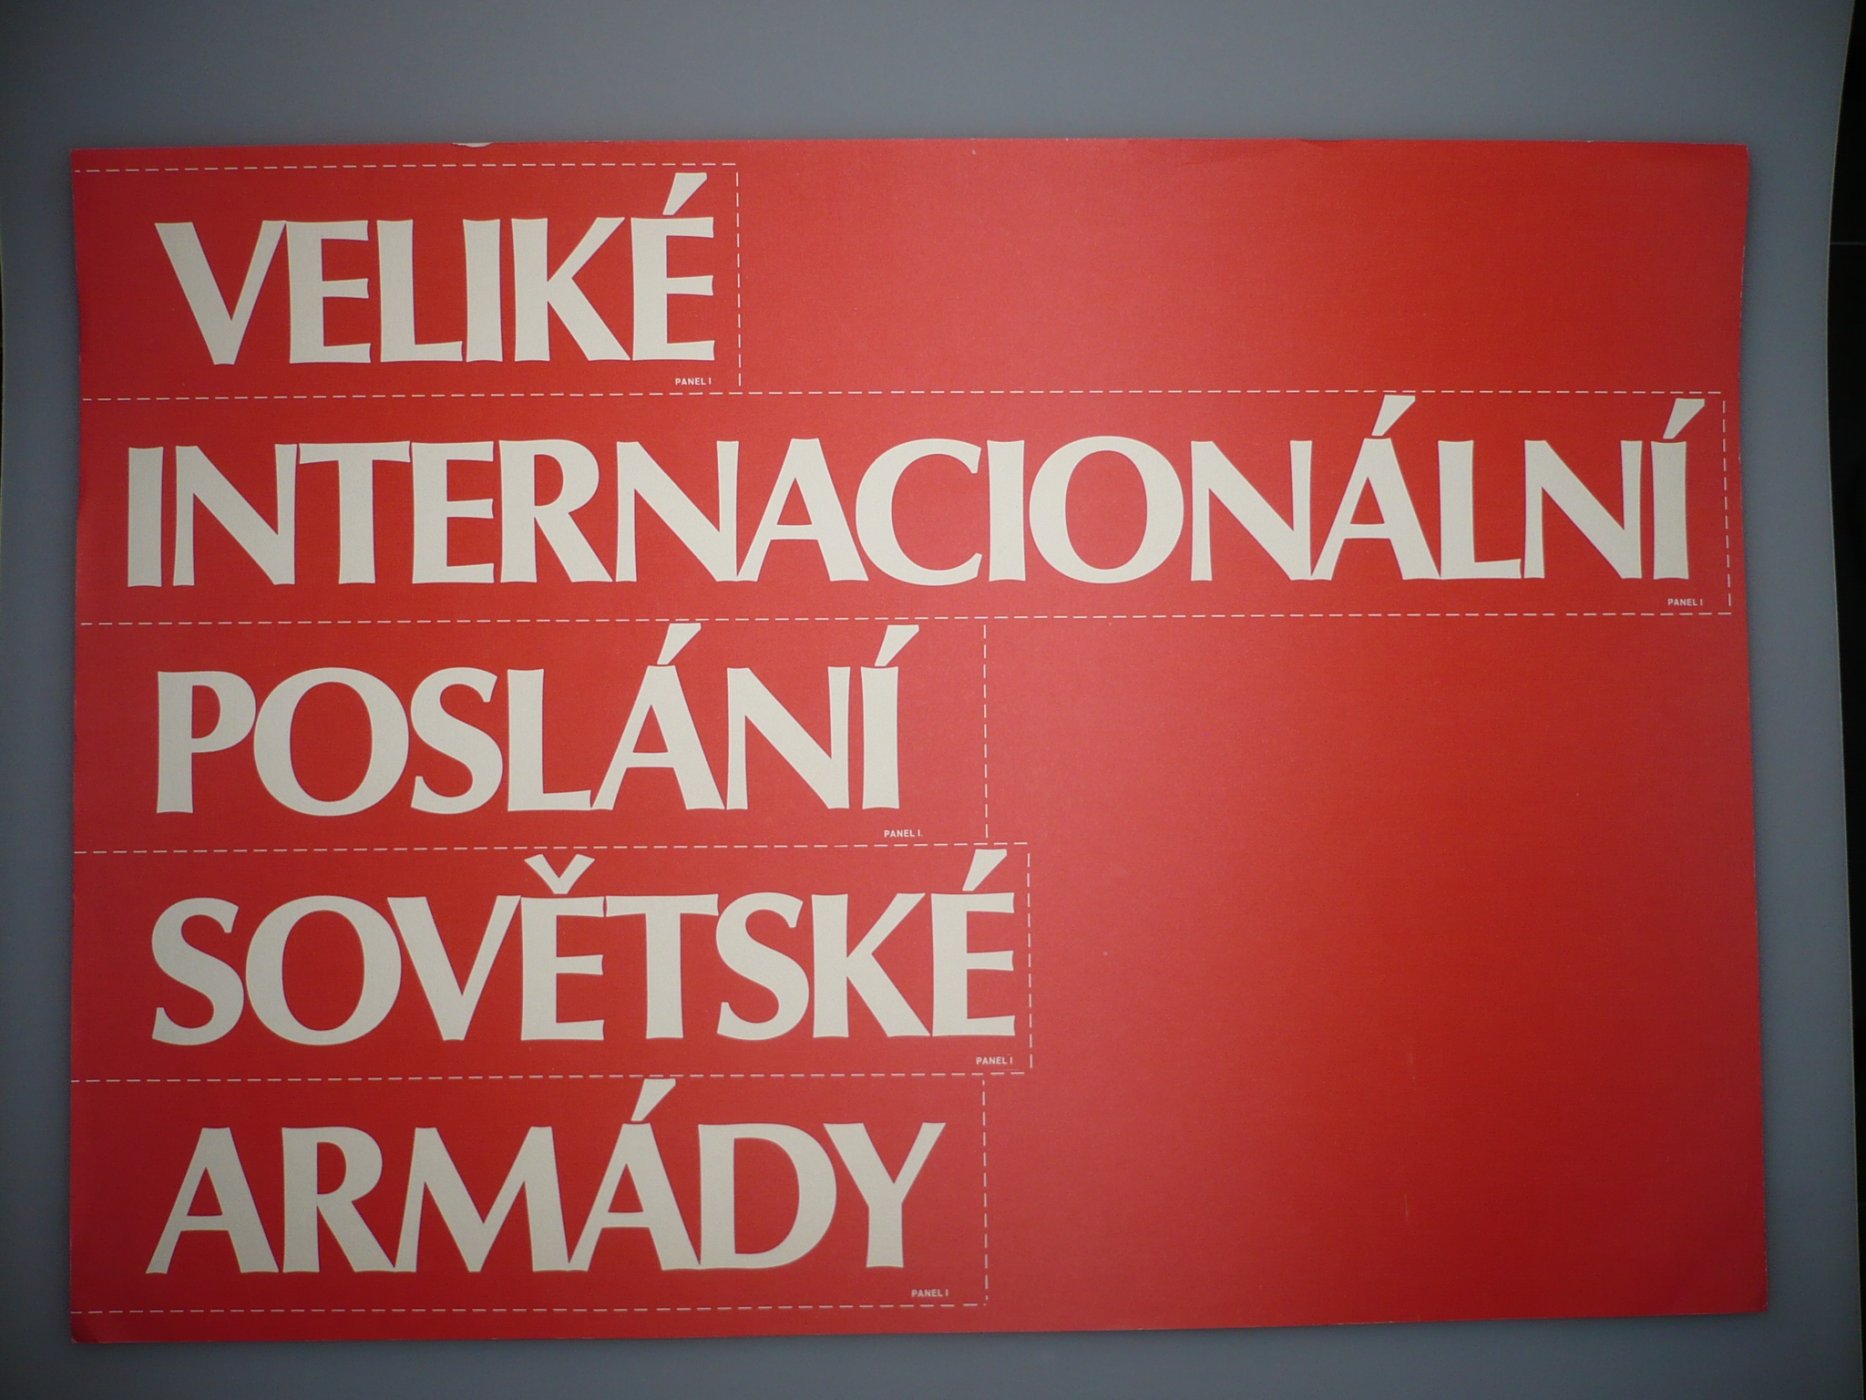 VELIKÉ
PANEL I
INTERNACIONÁLNÍ
PANEL I
POSLÁNÍ
PANEL I.
SOVĚTSKÉ
PANEL I
ARMÁDY
PANEL I